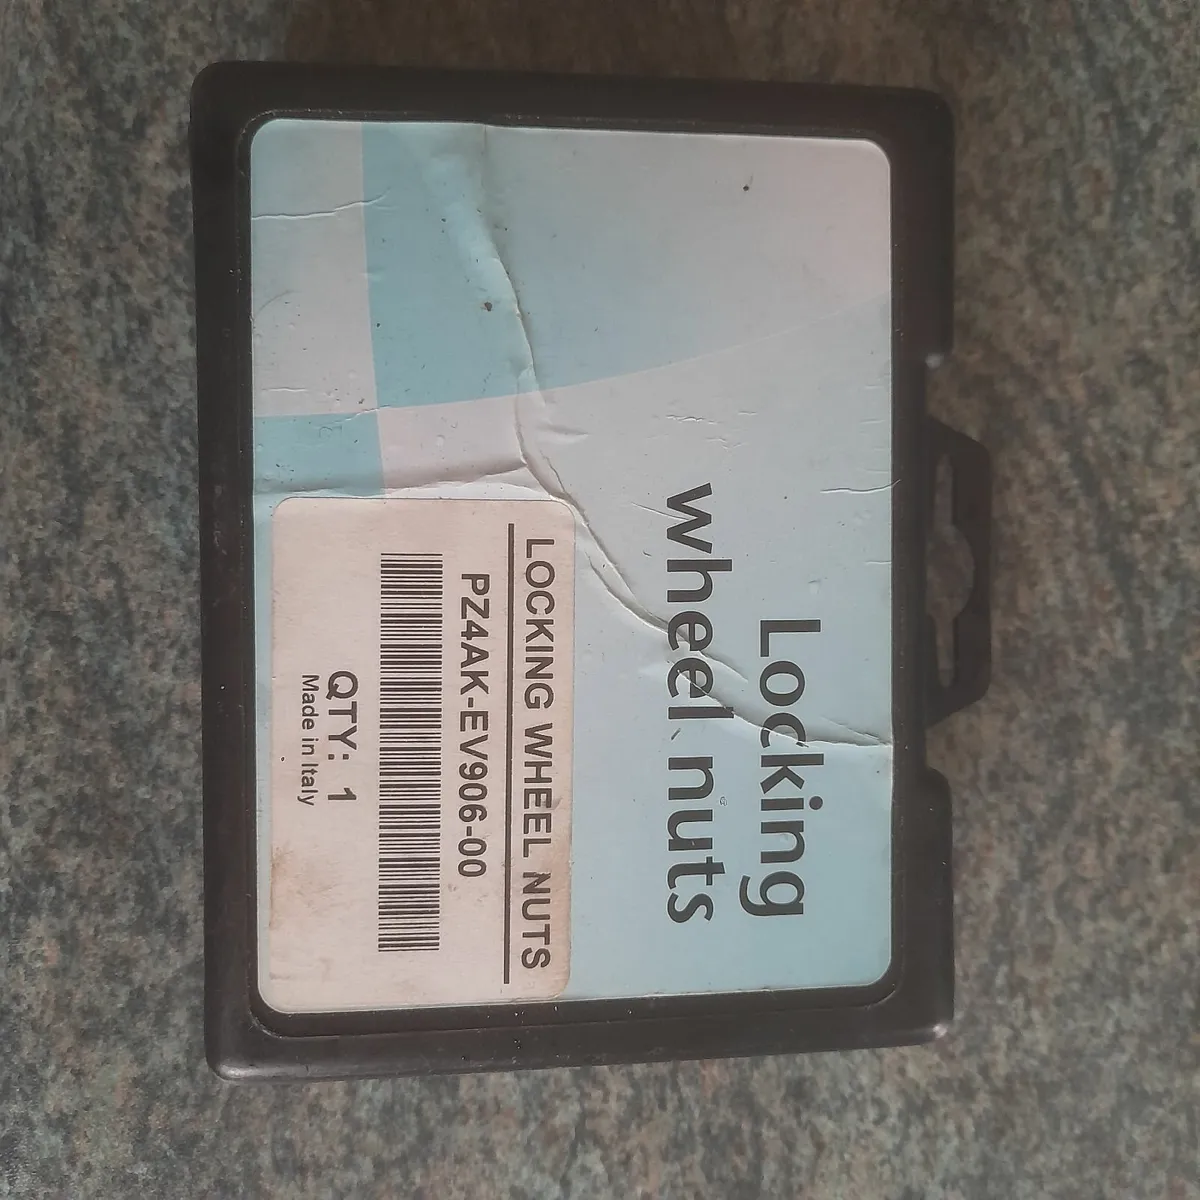 Locking
wheel nuts
LOCKING WHEEL NUTS
PZ4AK-EV906-00
QTY: 1
Made in Italy